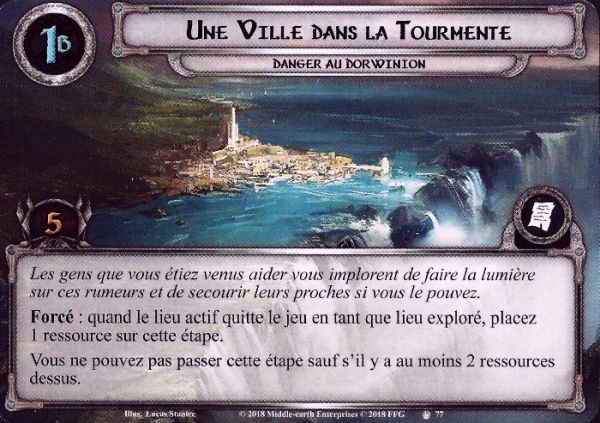 1B
UNE VILLE DANS LA TOURMENTE
DANGER AU DORWINION
5
Les gens que vous étiez venus aider vous implorent de faire la lumière
sur ces rumeurs et de secourir leurs proches si vous le pouvez.
Forcé : quand le lieu actif quitte le jeu en tant que lieu exploré, placez
1 ressource sur cette étape.
Vous ne pouvez pas passer cette étape sauf s'il y a au moins 2 ressources
dessus.
Illus. Lucas Staniec © 2018 Middle-earth Enterprises © 2018 FFG 77